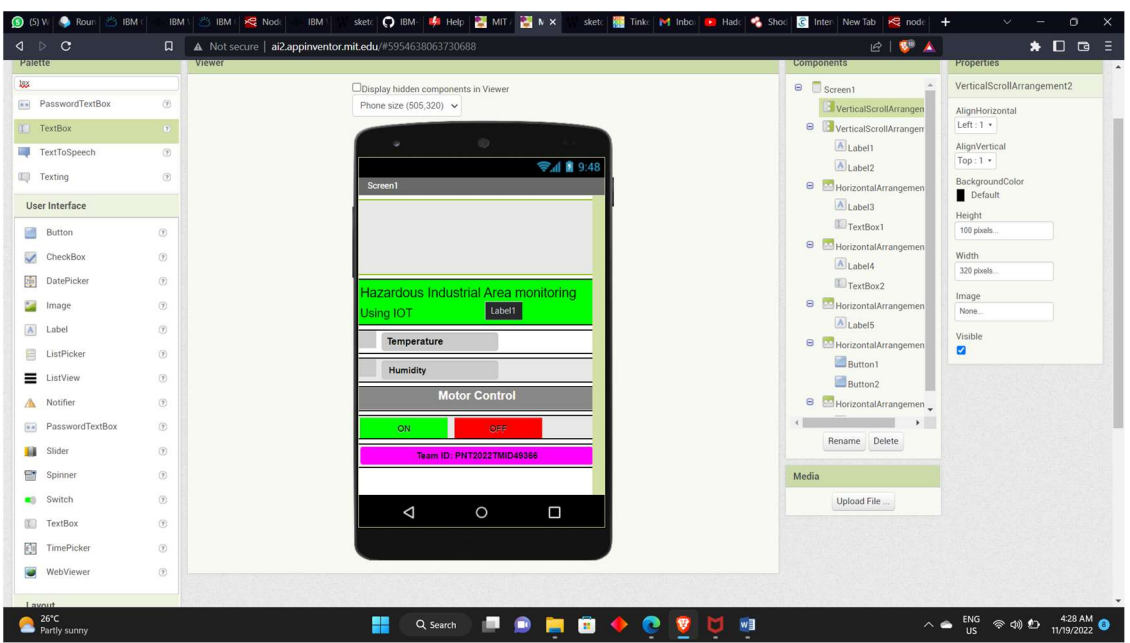 (5) W
Roun
IBM (
IBM \
IBM (
Node
IBM \
sketc
IBM-
Help
MIT
M
sketc
Tinke
Inbo
Hado
Shod
Inter
New Tab
node
Not secure
ai2.appinventor.mit.edu/#5954638063730688
Palette
Viewer
Components
Properties
tex
PasswordTextBox
TextBox
TextToSpeech
Texting
User Interface
Button
CheckBox
DatePicker
Image
Label
ListPicker
ListView
Notifier
PasswordTextBox
Slider
Spinner
Switch
TextBox
TimePicker
WebViewer
Layout
Display hidden components in Viewer
Phone size (505,320)
9:48
Screen1
Hazardous Industrial Area monitoring
Using IOT
Label1
Temperature
Humidity
Motor Control
ON
OFF
Team ID: PNT2022TMID49366
Screen1
VerticalScrollArrangen
VerticalScrollArrangen
Label1
Label2
HorizontalArrangemen
Label3
TextBox1
HorizontalArrangemen
Label4
TextBox2
HorizontalArrangemen
Label5
HorizontalArrangemen
Button1
Button2
HorizontalArrangemen
Rename
Delete
Media
Upload File ...
VerticalScrollArrangement2
AlignHorizontal
Left : 1
AlignVertical
Top : 1
BackgroundColor
Default
Height
100 pixels...
Width
320 pixels...
Image
None...
Visible
26°C
Partly sunny
Search
ENG
US
4:28 AM
11/19/2022